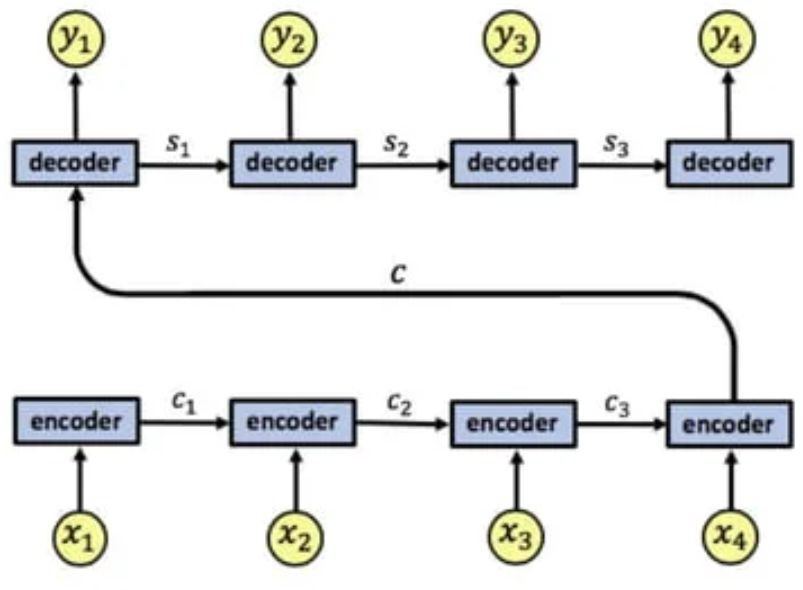 y₁ y₂ y₃ y₄
s₁ s₂ s₃
decoder decoder decoder decoder
c
c₁ c₂ c₃
encoder encoder encoder encoder
x₁ x₂ x₃ x₄